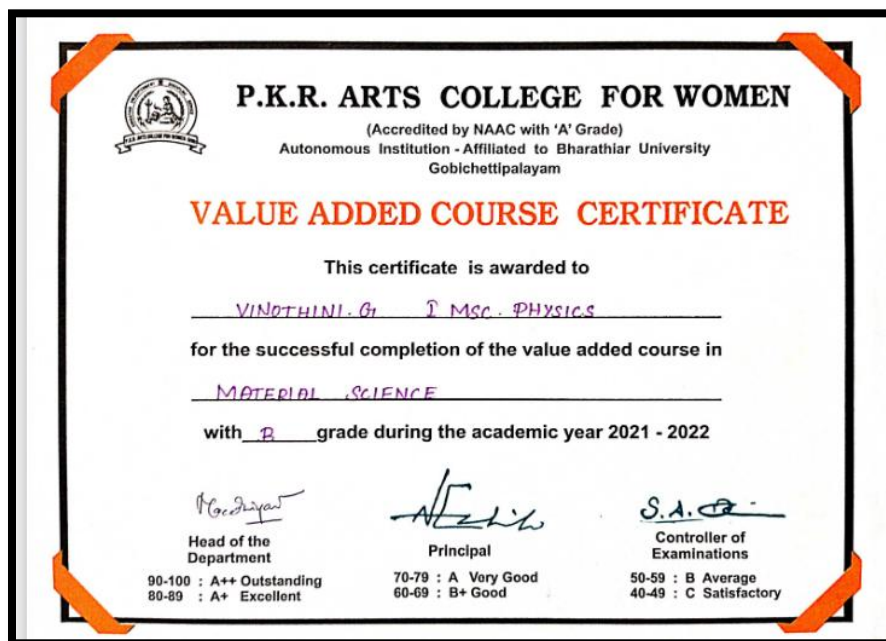 P.K.R. ARTS COLLEGE FOR WOMEN
(Accredited by NAAC with 'A' Grade)
Autonomous Institution - Affiliated to Bharathiar University
Gobichettipalayam
VALUE ADDED COURSE CERTIFICATE
This certificate is awarded to
VINOTHINI. G I MSC. PHYSICS
for the successful completion of the value added course in
MATERIAL SCIENCE
with B grade during the academic year 2021 - 2022
S.A.
Head of the
Department
Principal
Controller of
Examinations
90-100 : A++ Outstanding
80-89 : A+ Excellent
70-79 : A Very Good
60-69 : B+ Good
50-59 : B Average
40-49 : C Satisfactory